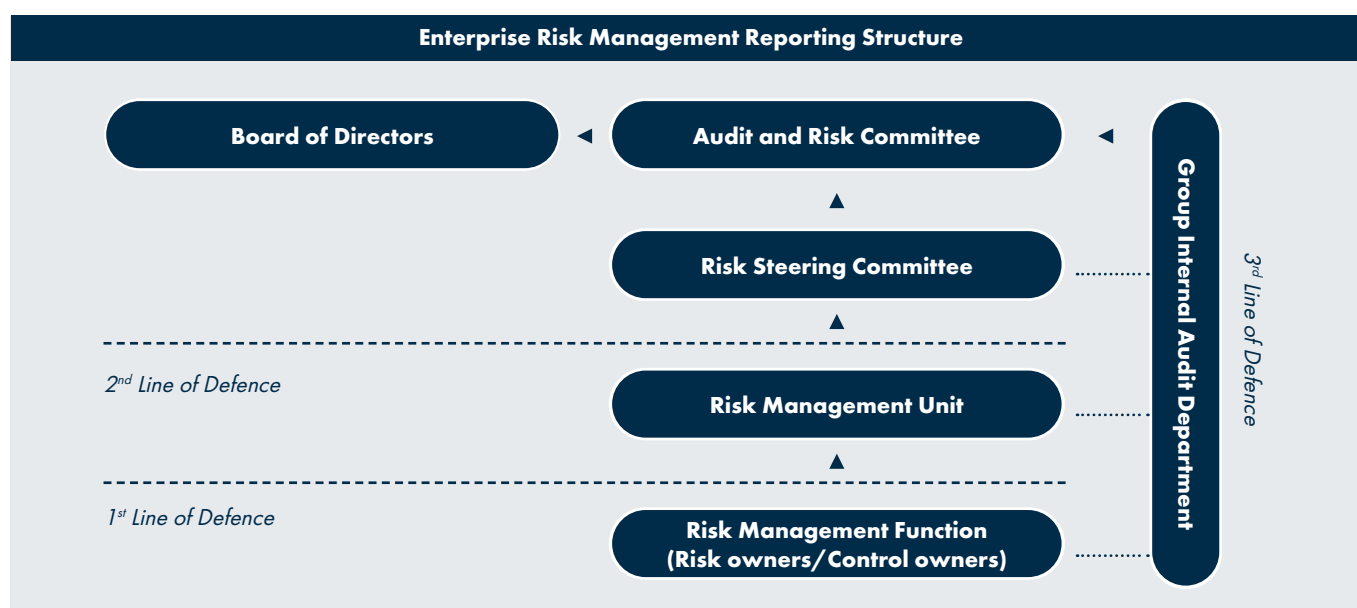 Enterprise Risk Management Reporting Structure
Board of Directors
Audit and Risk Committee
Risk Steering Committee
2nd Line of Defence
Risk Management Unit
1st Line of Defence
Risk Management Function
(Risk owners/Control owners)
Group Internal Audit Department
3rd Line of Defence